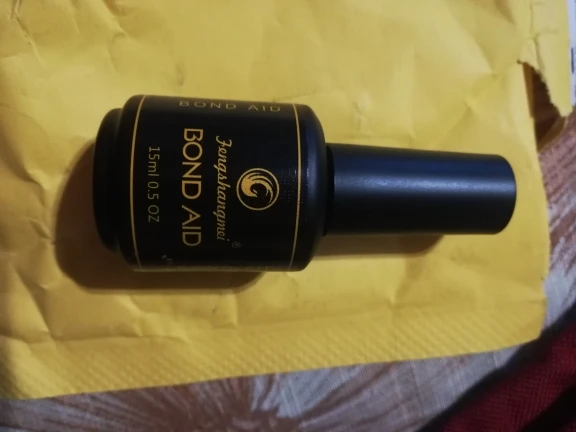 BOND AID
Fengshangmei ®
BOND AID
15ml 0.5 OZ